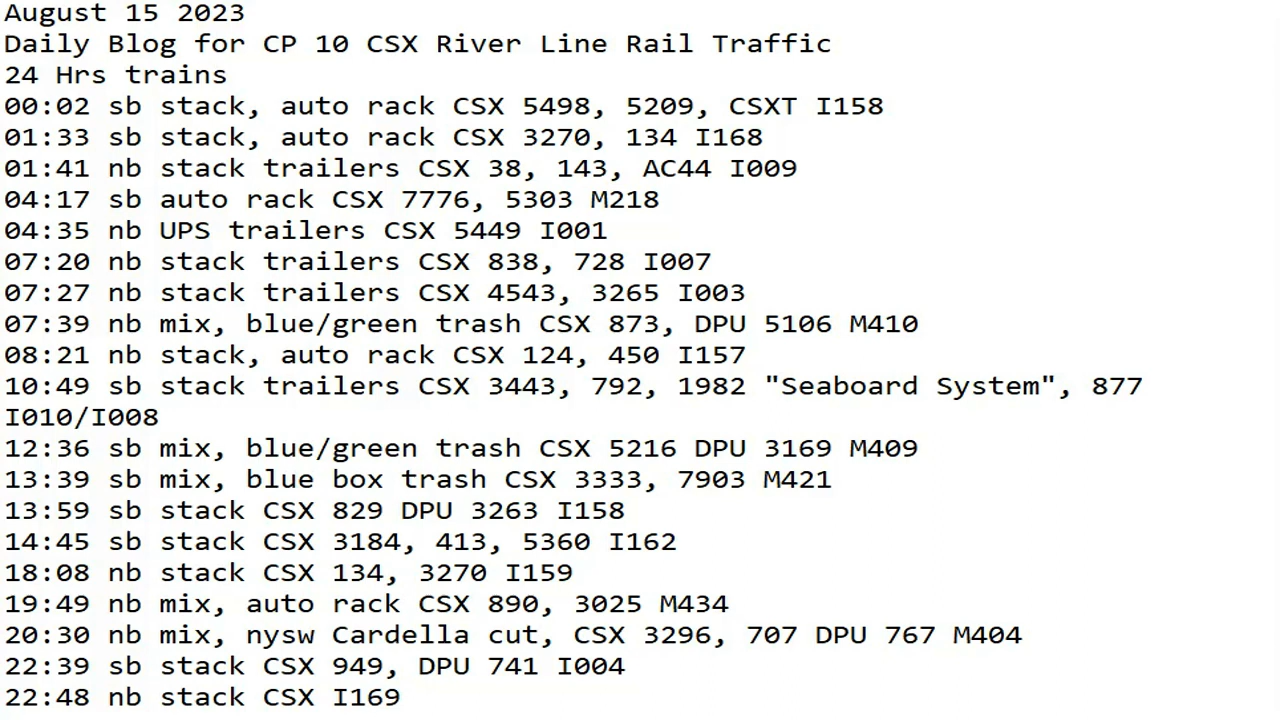 August 15 2023
Daily Blog for CP 10 CSX River Line Rail Traffic
24 Hrs trains
00:02 sb stack, auto rack CSX 5498, 5209, CSXT I158
01:33 sb stack, auto rack CSX 3270, 134 I168
01:41 nb stack trailers CSX 38, 143, AC44 I009
04:17 sb auto rack CSX 7776, 5303 M218
04:35 nb UPS trailers CSX 5449 I001
07:20 nb stack trailers CSX 838, 728 I007
07:27 nb stack trailers CSX 4543, 3265 I003
07:39 nb mix, blue/green trash CSX 873, DPU 5106 M410
08:21 nb stack, auto rack CSX 124, 450 I157
10:49 sb stack trailers CSX 3443, 792, 1982 "Seaboard System", 877
I010/I008
12:36 sb mix, blue/green trash CSX 5216 DPU 3169 M409
13:39 sb mix, blue box trash CSX 3333, 7903 M421
13:59 sb stack CSX 829 DPU 3263 I158
14:45 sb stack CSX 3184, 413, 5360 I162
18:08 nb stack CSX 134, 3270 I159
19:49 nb mix, auto rack CSX 890, 3025 M434
20:30 nb mix, nysw Cardella cut, CSX 3296, 707 DPU 767 M404
22:39 sb stack CSX 949, DPU 741 I004
22:48 nb stack CSX I169